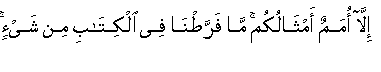 إِلَّآ أُمَمٌ أَمْثَالُكُم ۚ مَّا فَرَّطْنَا فِى ٱلْكِتَـٰبِ مِن شَىْءٍ ۚ